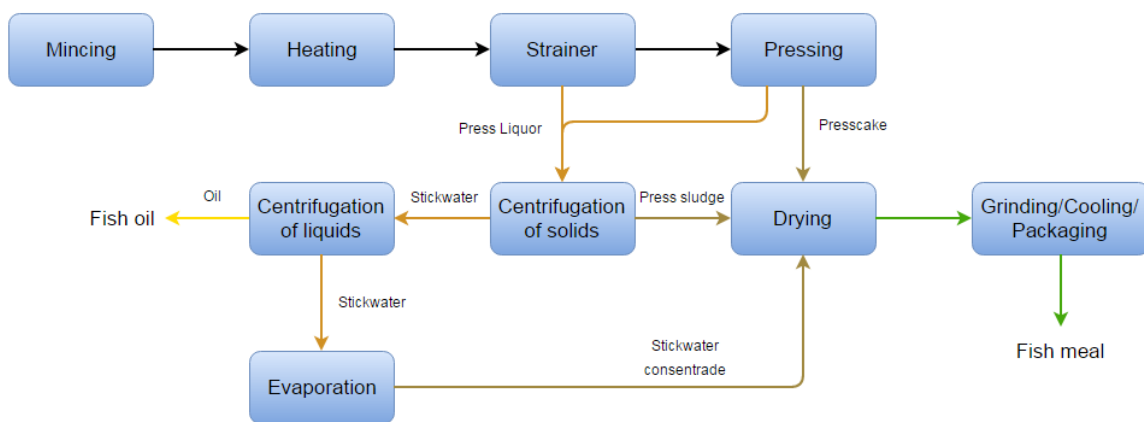 Mincing
Heating
Strainer
Pressing
Press Liquor
Presscake
Oil
Fish oil
Centrifugation
of liquids
Stickwater
Centrifugation
of solids
Press sludge
Drying
Grinding/Cooling/
Packaging
Stickwater
Stickwater
consentrade
Fish meal
Evaporation